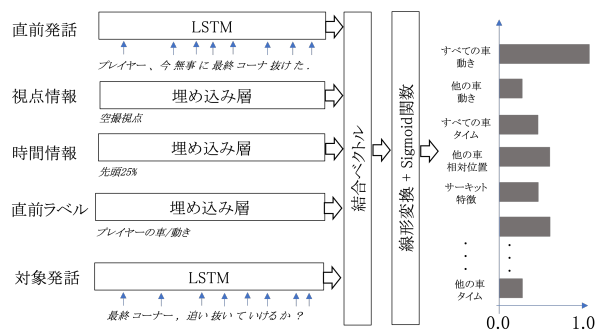 直前発話
LSTM
プレイヤー、今 無事 に 最終 コーナ 抜け た .
視点情報
埋め込み層
空撮視点
時間情報
埋め込み層
先頭25%
直前ラベル
埋め込み層
プレイヤーの車/動き
対象発話
LSTM
最終 コーナー , 追い 抜い て いける か ?
結合ベクトル
線形変換 + Sigmoid関数
すべての車
動き
他の車
動き
すべての車
タイム
他の車
相対位置
サーキット
特徴
他の車
タイム
0.0 1.0